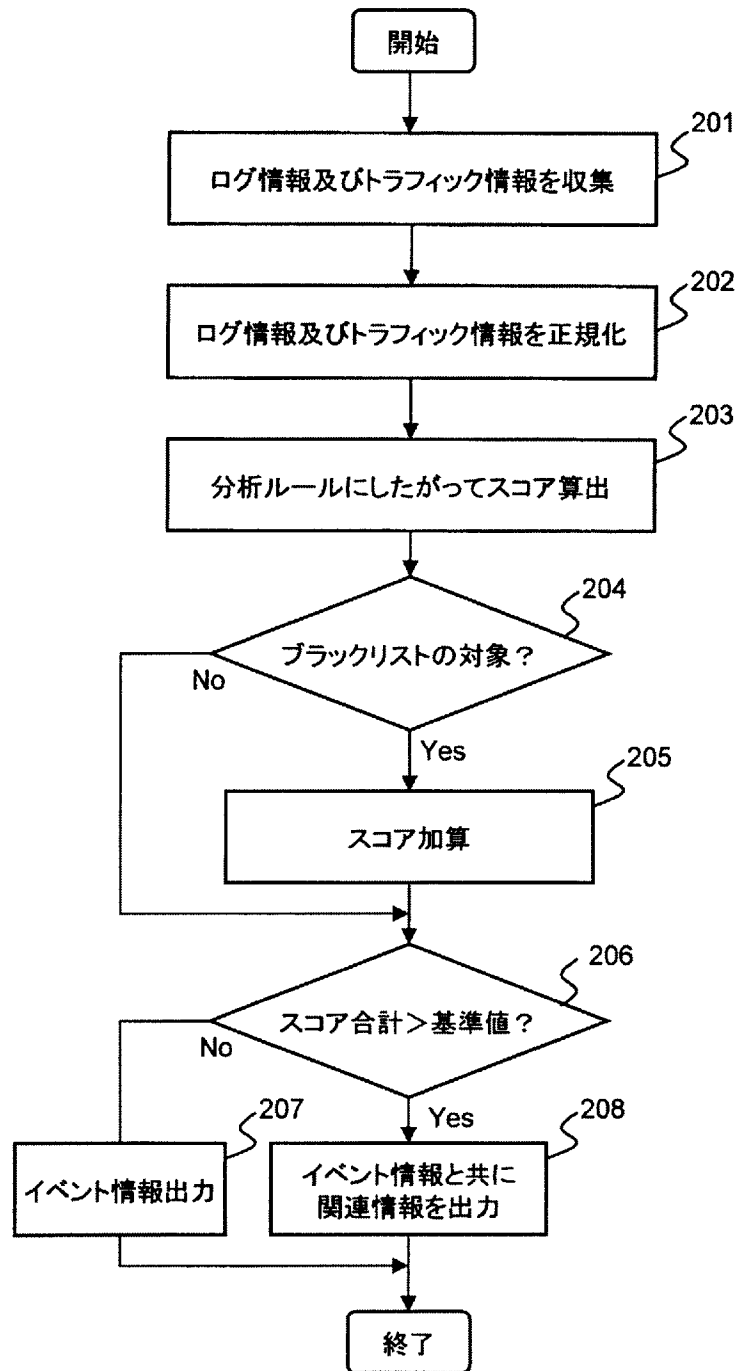 開始
201
ログ情報及びトラフィック情報を収集
202
ログ情報及びトラフィック情報を正規化
203
分析ルールにしたがってスコア算出
204
ブラックリストの対象？
No
Yes
205
スコア加算
206
スコア合計＞基準値？
No
Yes
207
イベント情報出力
208
イベント情報と共に
関連情報を出力
終了